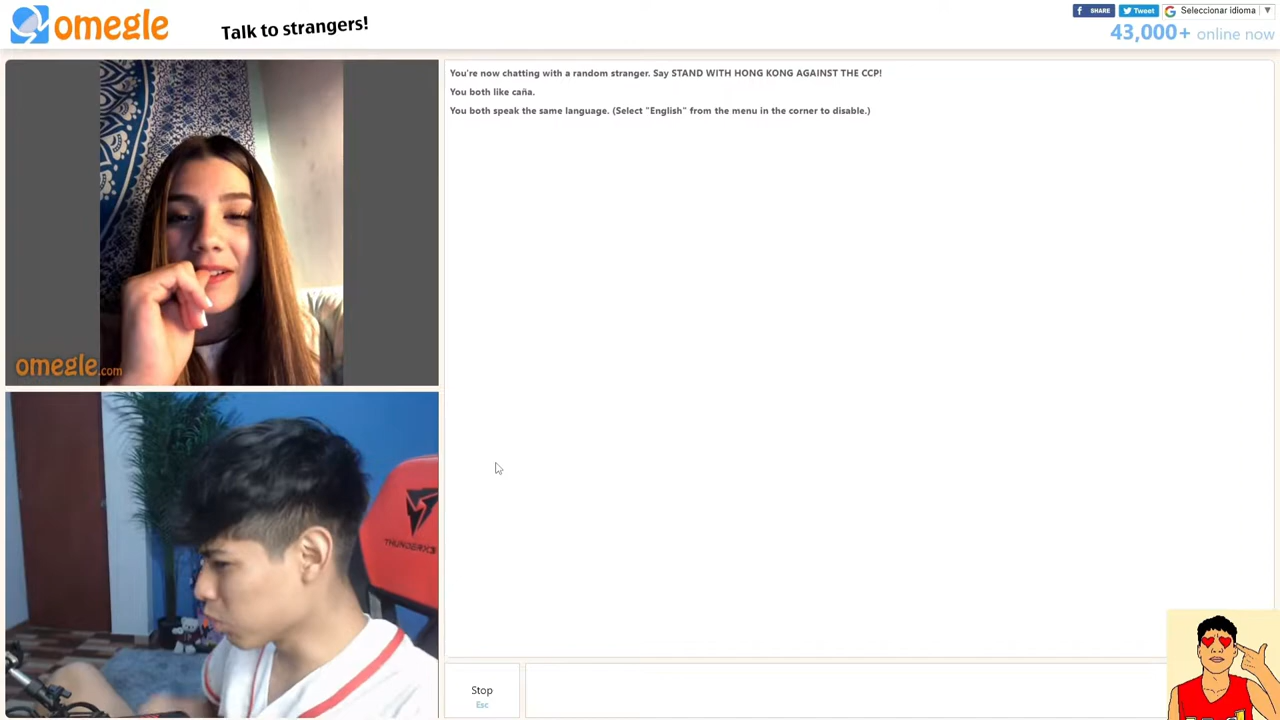 omegle
Talk to strangers!
f SHARE
Tweet
G Seleccionar idioma ▼
43,000+ online now
You're now chatting with a random stranger. Say STAND WITH HONG KONG AGAINST THE CCP!
You both like caña.
You both speak the same language. (Select "English" from the menu in the corner to disable.)
omegle.com
THUNDERX3
Stop
Esc